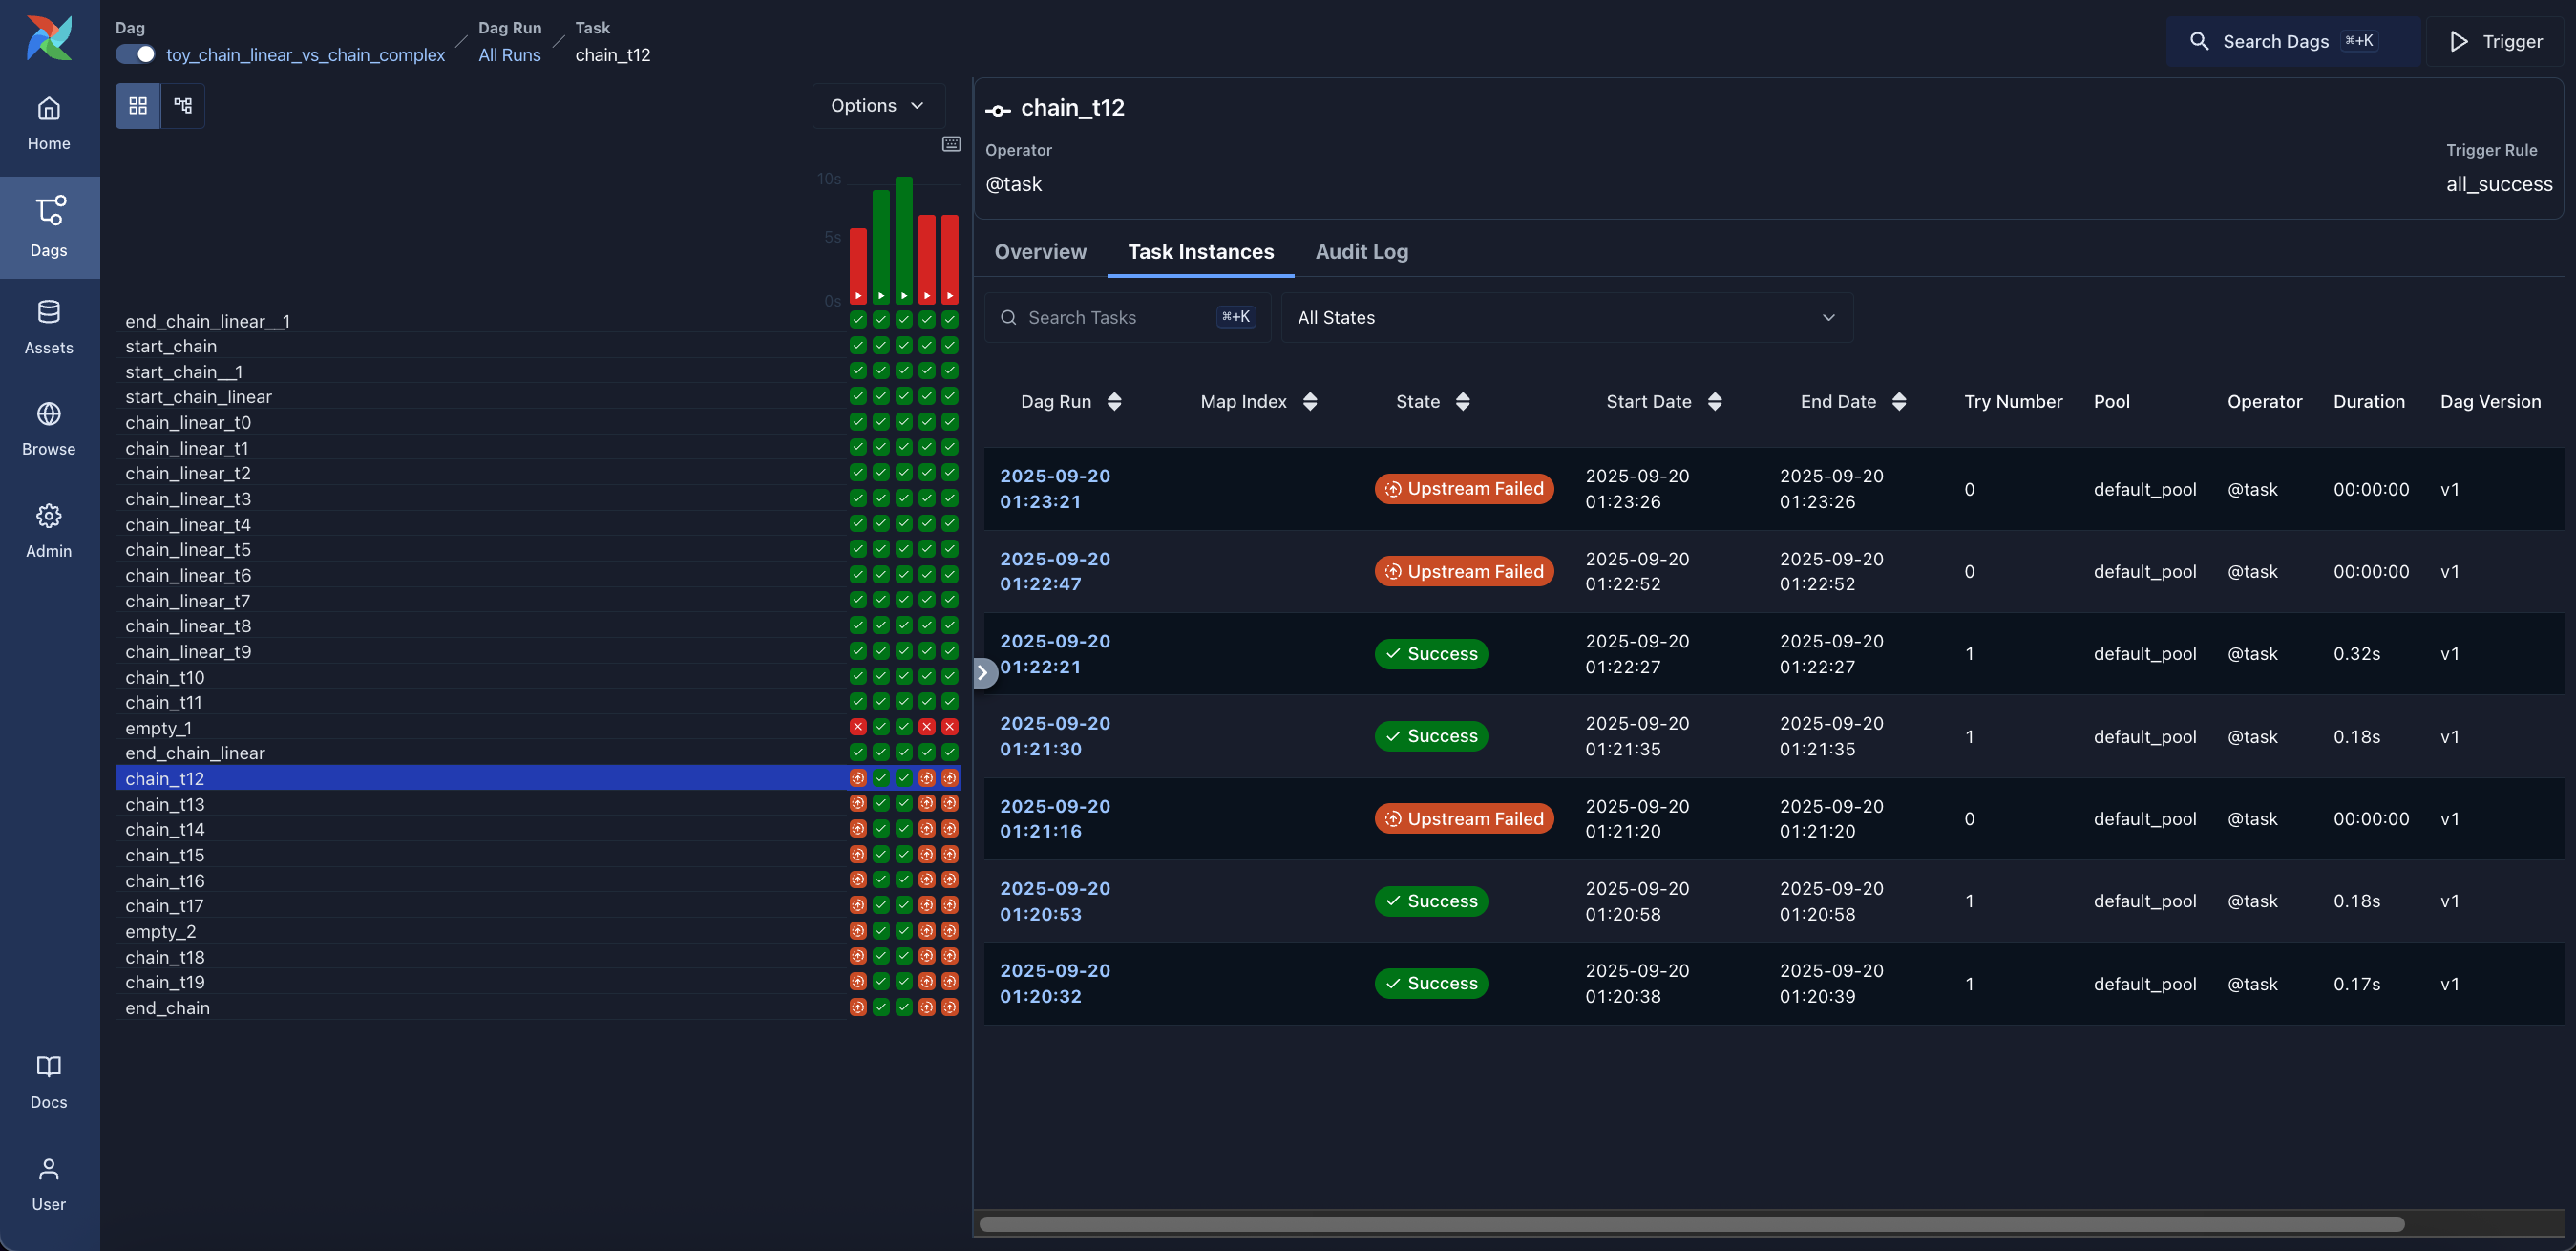 Dag
toy_chain_linear_vs_chain_complex
Dag Run
All Runs
Task
chain_t12
Search Dags ⌘+K
Trigger
Home
Dags
Assets
Browse
Admin
Docs
User
Options
10s
5s
0s
end_chain_linear__1
start_chain
start_chain__1
start_chain_linear
chain_linear_t0
chain_linear_t1
chain_linear_t2
chain_linear_t3
chain_linear_t4
chain_linear_t5
chain_linear_t6
chain_linear_t7
chain_linear_t8
chain_linear_t9
chain_t10
chain_t11
empty_1
end_chain_linear
chain_t12
chain_t13
chain_t14
chain_t15
chain_t16
chain_t17
empty_2
chain_t18
chain_t19
end_chain
chain_t12
Operator
@task
Trigger Rule
all_success
Overview Task Instances Audit Log
Search Tasks ⌘+K
All States
Dag Run Map Index State Start Date End Date Try Number Pool Operator Duration Dag Version
2025-09-20 01:23:21 Upstream Failed 2025-09-20 01:23:26 2025-09-20 01:23:26 0 default_pool @task 00:00:00 v1
2025-09-20 01:22:47 Upstream Failed 2025-09-20 01:22:52 2025-09-20 01:22:52 0 default_pool @task 00:00:00 v1
2025-09-20 01:22:21 Success 2025-09-20 01:22:27 2025-09-20 01:22:27 1 default_pool @task 0.32s v1
2025-09-20 01:21:30 Success 2025-09-20 01:21:35 2025-09-20 01:21:35 1 default_pool @task 0.18s v1
2025-09-20 01:21:16 Upstream Failed 2025-09-20 01:21:20 2025-09-20 01:21:20 0 default_pool @task 00:00:00 v1
2025-09-20 01:20:53 Success 2025-09-20 01:20:58 2025-09-20 01:20:58 1 default_pool @task 0.18s v1
2025-09-20 01:20:32 Success 2025-09-20 01:20:38 2025-09-20 01:20:39 1 default_pool @task 0.17s v1